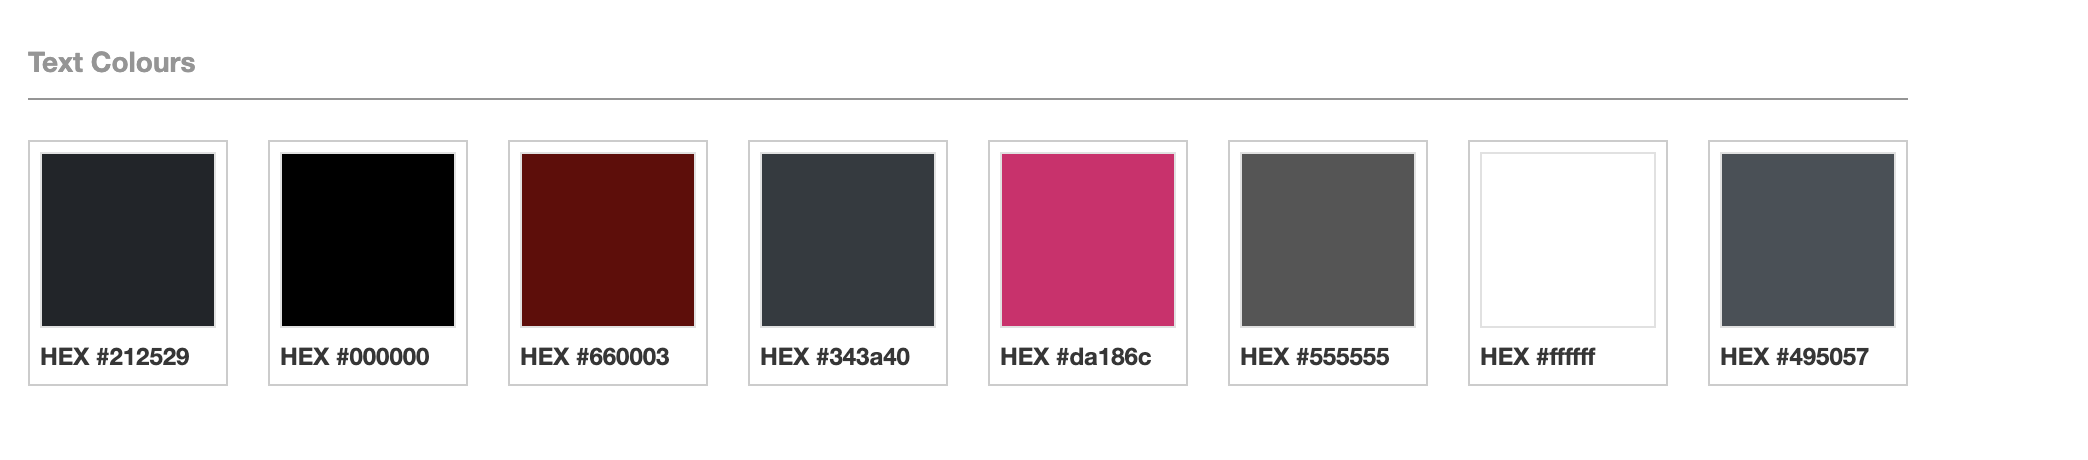 Text Colours
HEX #212529
HEX #000000
HEX #660003
HEX #343a40
HEX #da186c
HEX #555555
HEX #ffffff
HEX #495057